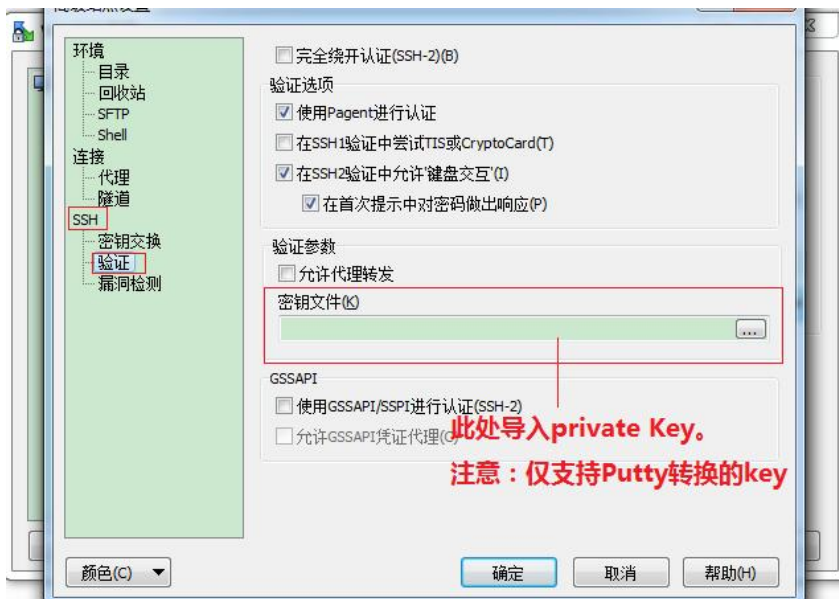 环境
目录
回收站
SFTP
Shell
连接
代理
隧道
SSH
密钥交换
验证
漏洞检测
完全绕开认证(SSH-2)(B)
验证选项
使用Pagent进行认证
在SSH1验证中尝试TIS或CryptoCard(T)
在SSH2验证中允许'键盘交互'(I)
在首次提示中对密码做出响应(P)
验证参数
允许代理转发
密钥文件(K)
...
GSSAPI
使用GSSAPI/SSPI进行认证(SSH-2)
允许GSSAPI凭证代理(O)
此处导入private Key。
注意：仅支持Putty转换的key
颜色(C)
确定
取消
帮助(H)